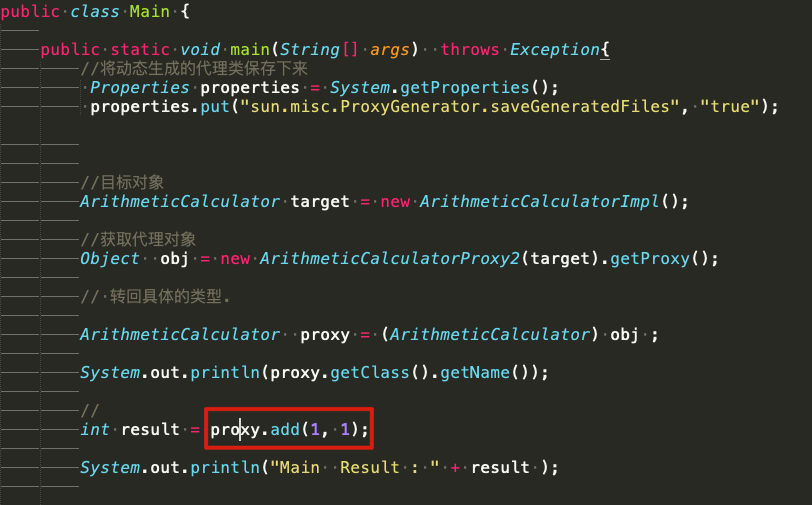 public class Main {
public static void main(String[] args)  throws Exception{
//将动态生成的代理类保存下来
Properties properties = System.getProperties();
properties.put("sun.misc.ProxyGenerator.saveGeneratedFiles", "true");
//目标对象
ArithmeticCalculator target = new ArithmeticCalculatorImpl();
//获取代理对象
Object  obj = new ArithmeticCalculatorProxy2(target).getProxy();
// 转回具体的类型.
ArithmeticCalculator  proxy = (ArithmeticCalculator) obj ;
System.out.println(proxy.getClass().getName());
//
int result = proxy.add(1, 1);
System.out.println("Main  Result : " + result );